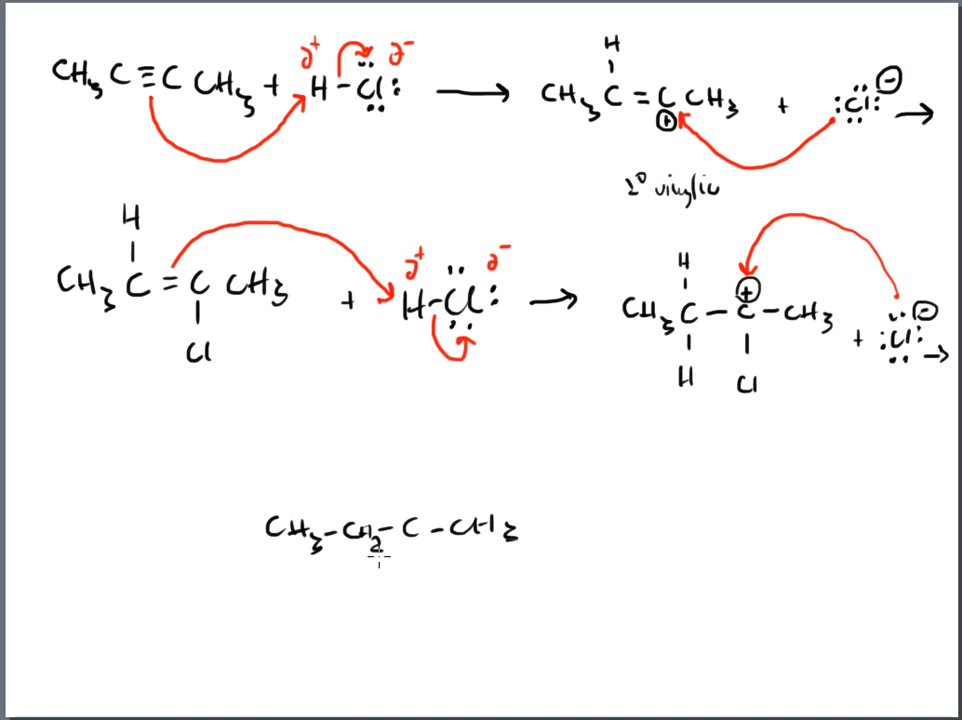 H
δ⁺ δ⁻
CH₃C≡CCH₃ + H-Cl: → CH₃C=CCH₃ + :Cl: ⊖ →
⊕
2° vinylic
H
δ⁺ δ⁻ H ⊕
CH₃C=CCH₃ + H-Cl: → CH₃C-C-CH₃ + :Cl: ⊖ →
Cl H Cl
CH₃-CH₂-C-CH₃